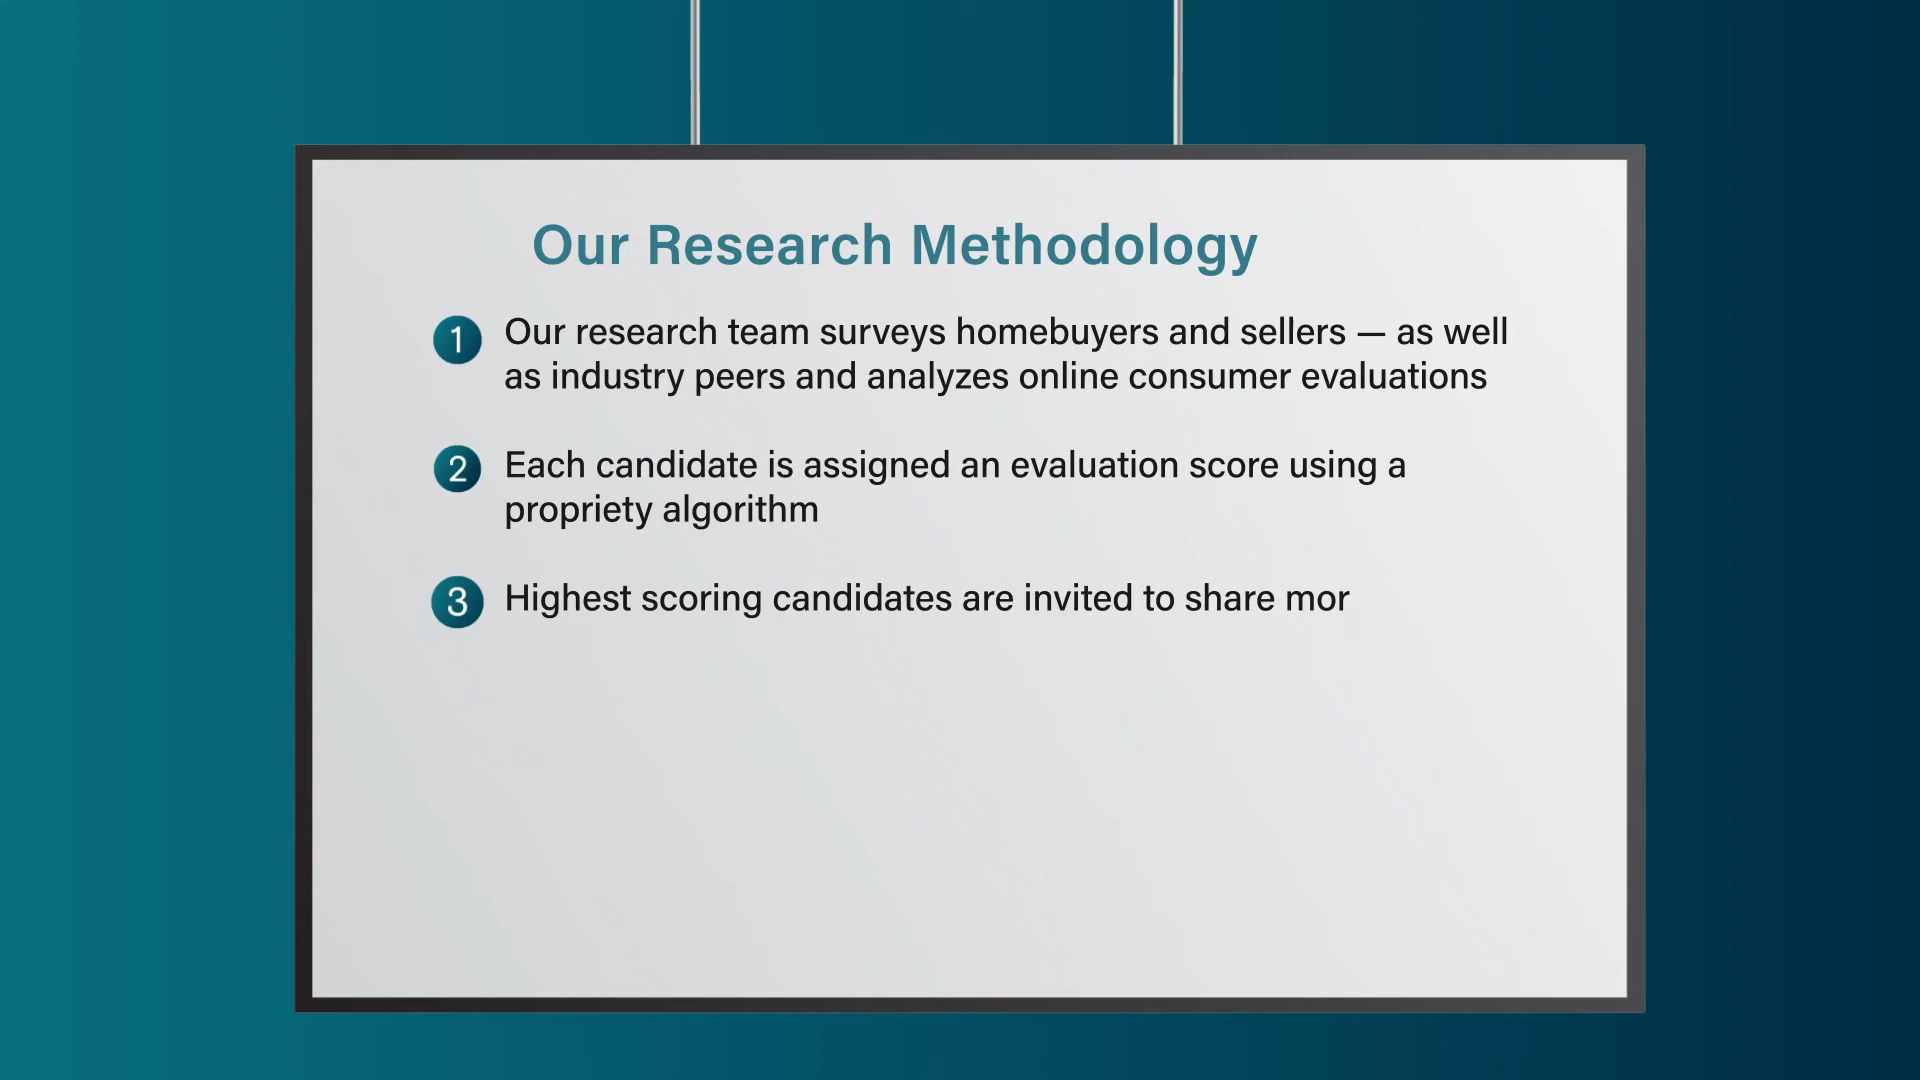 Our Research Methodology
1 Our research team surveys homebuyers and sellers — as well
as industry peers and analyzes online consumer evaluations
2 Each candidate is assigned an evaluation score using a
propriety algorithm
3 Highest scoring candidates are invited to share mor